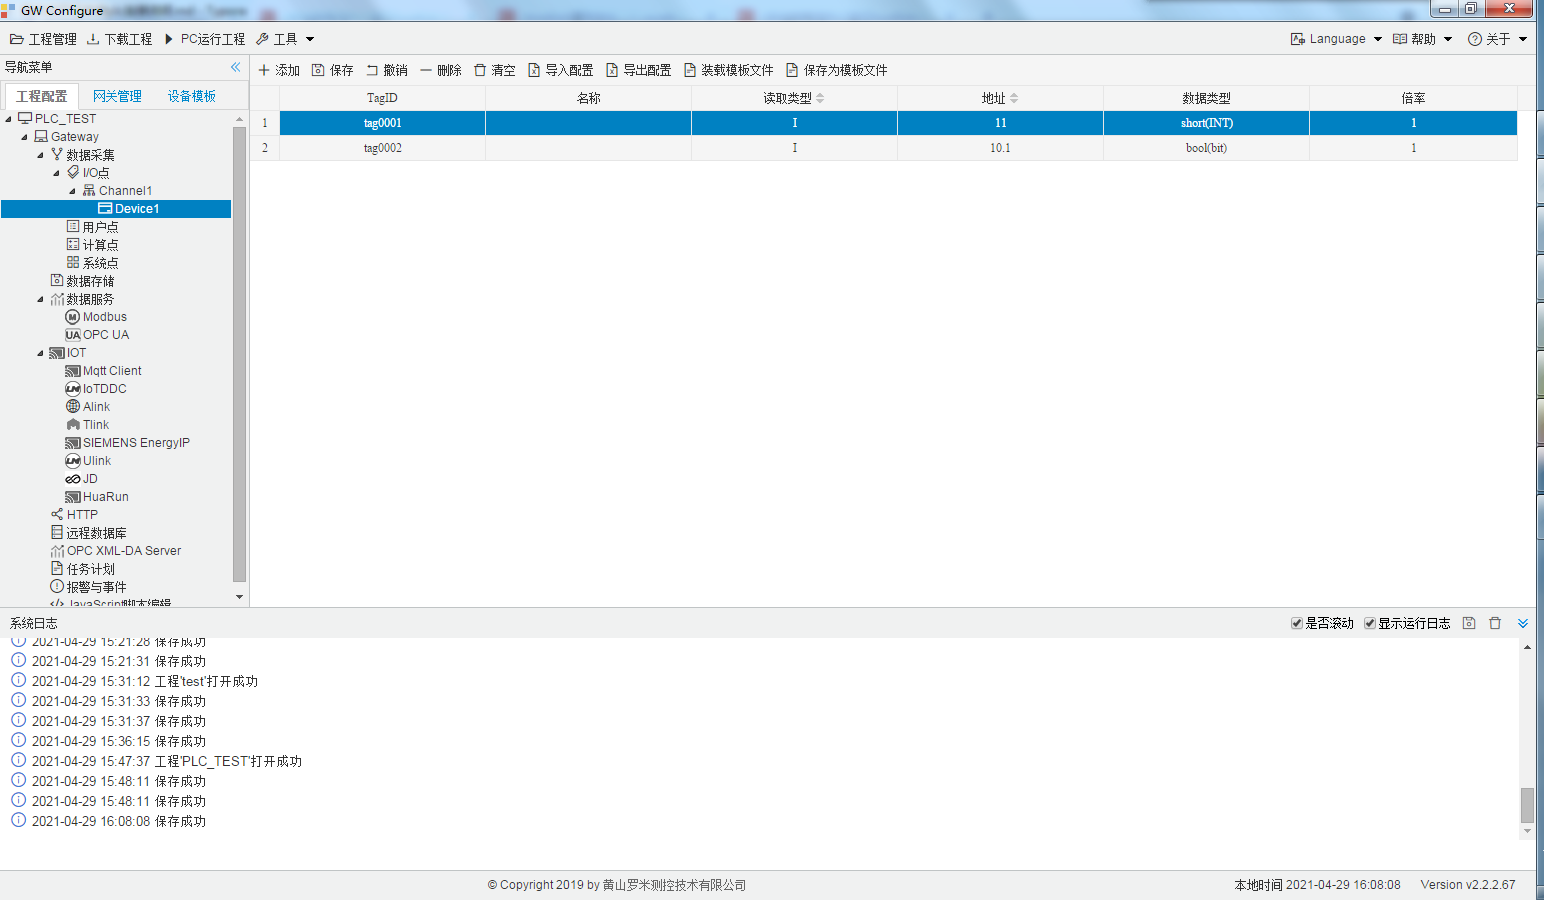 GW Configure
工程管理 下载工程 PC运行工程 工具 Language 帮助 关于
导航菜单
添加 保存 撤销 删除 清空 导入配置 导出配置 装载模板文件 保存为模板文件
工程配置 网关管理 设备模板
TagID 名称 读取类型 地址 数据类型 倍率
1 tag0001 I 11 short(INT) 1
2 tag0002 I 10.1 bool(bit) 1
PLC_TEST
Gateway
数据采集
I/O点
Channel1
Device1
用户点
计算点
系统点
数据存储
数据服务
Modbus
OPC UA
IOT
Mqtt Client
IoTDDC
Alink
Tlink
SIEMENS EnergyIP
Ulink
JD
HuaRun
HTTP
远程数据库
OPC XML-DA Server
任务计划
报警与事件
JavaScript脚本编辑
系统日志 是否滚动 显示运行日志
2021-04-29 15:21:28 保存成功
2021-04-29 15:21:31 保存成功
2021-04-29 15:31:12 工程'test'打开成功
2021-04-29 15:31:33 保存成功
2021-04-29 15:31:37 保存成功
2021-04-29 15:36:15 保存成功
2021-04-29 15:47:37 工程'PLC_TEST'打开成功
2021-04-29 15:48:11 保存成功
2021-04-29 15:48:11 保存成功
2021-04-29 16:08:08 保存成功
© Copyright 2019 by 黄山罗米测控技术有限公司 本地时间 2021-04-29 16:08:08 Version v2.2.2.67